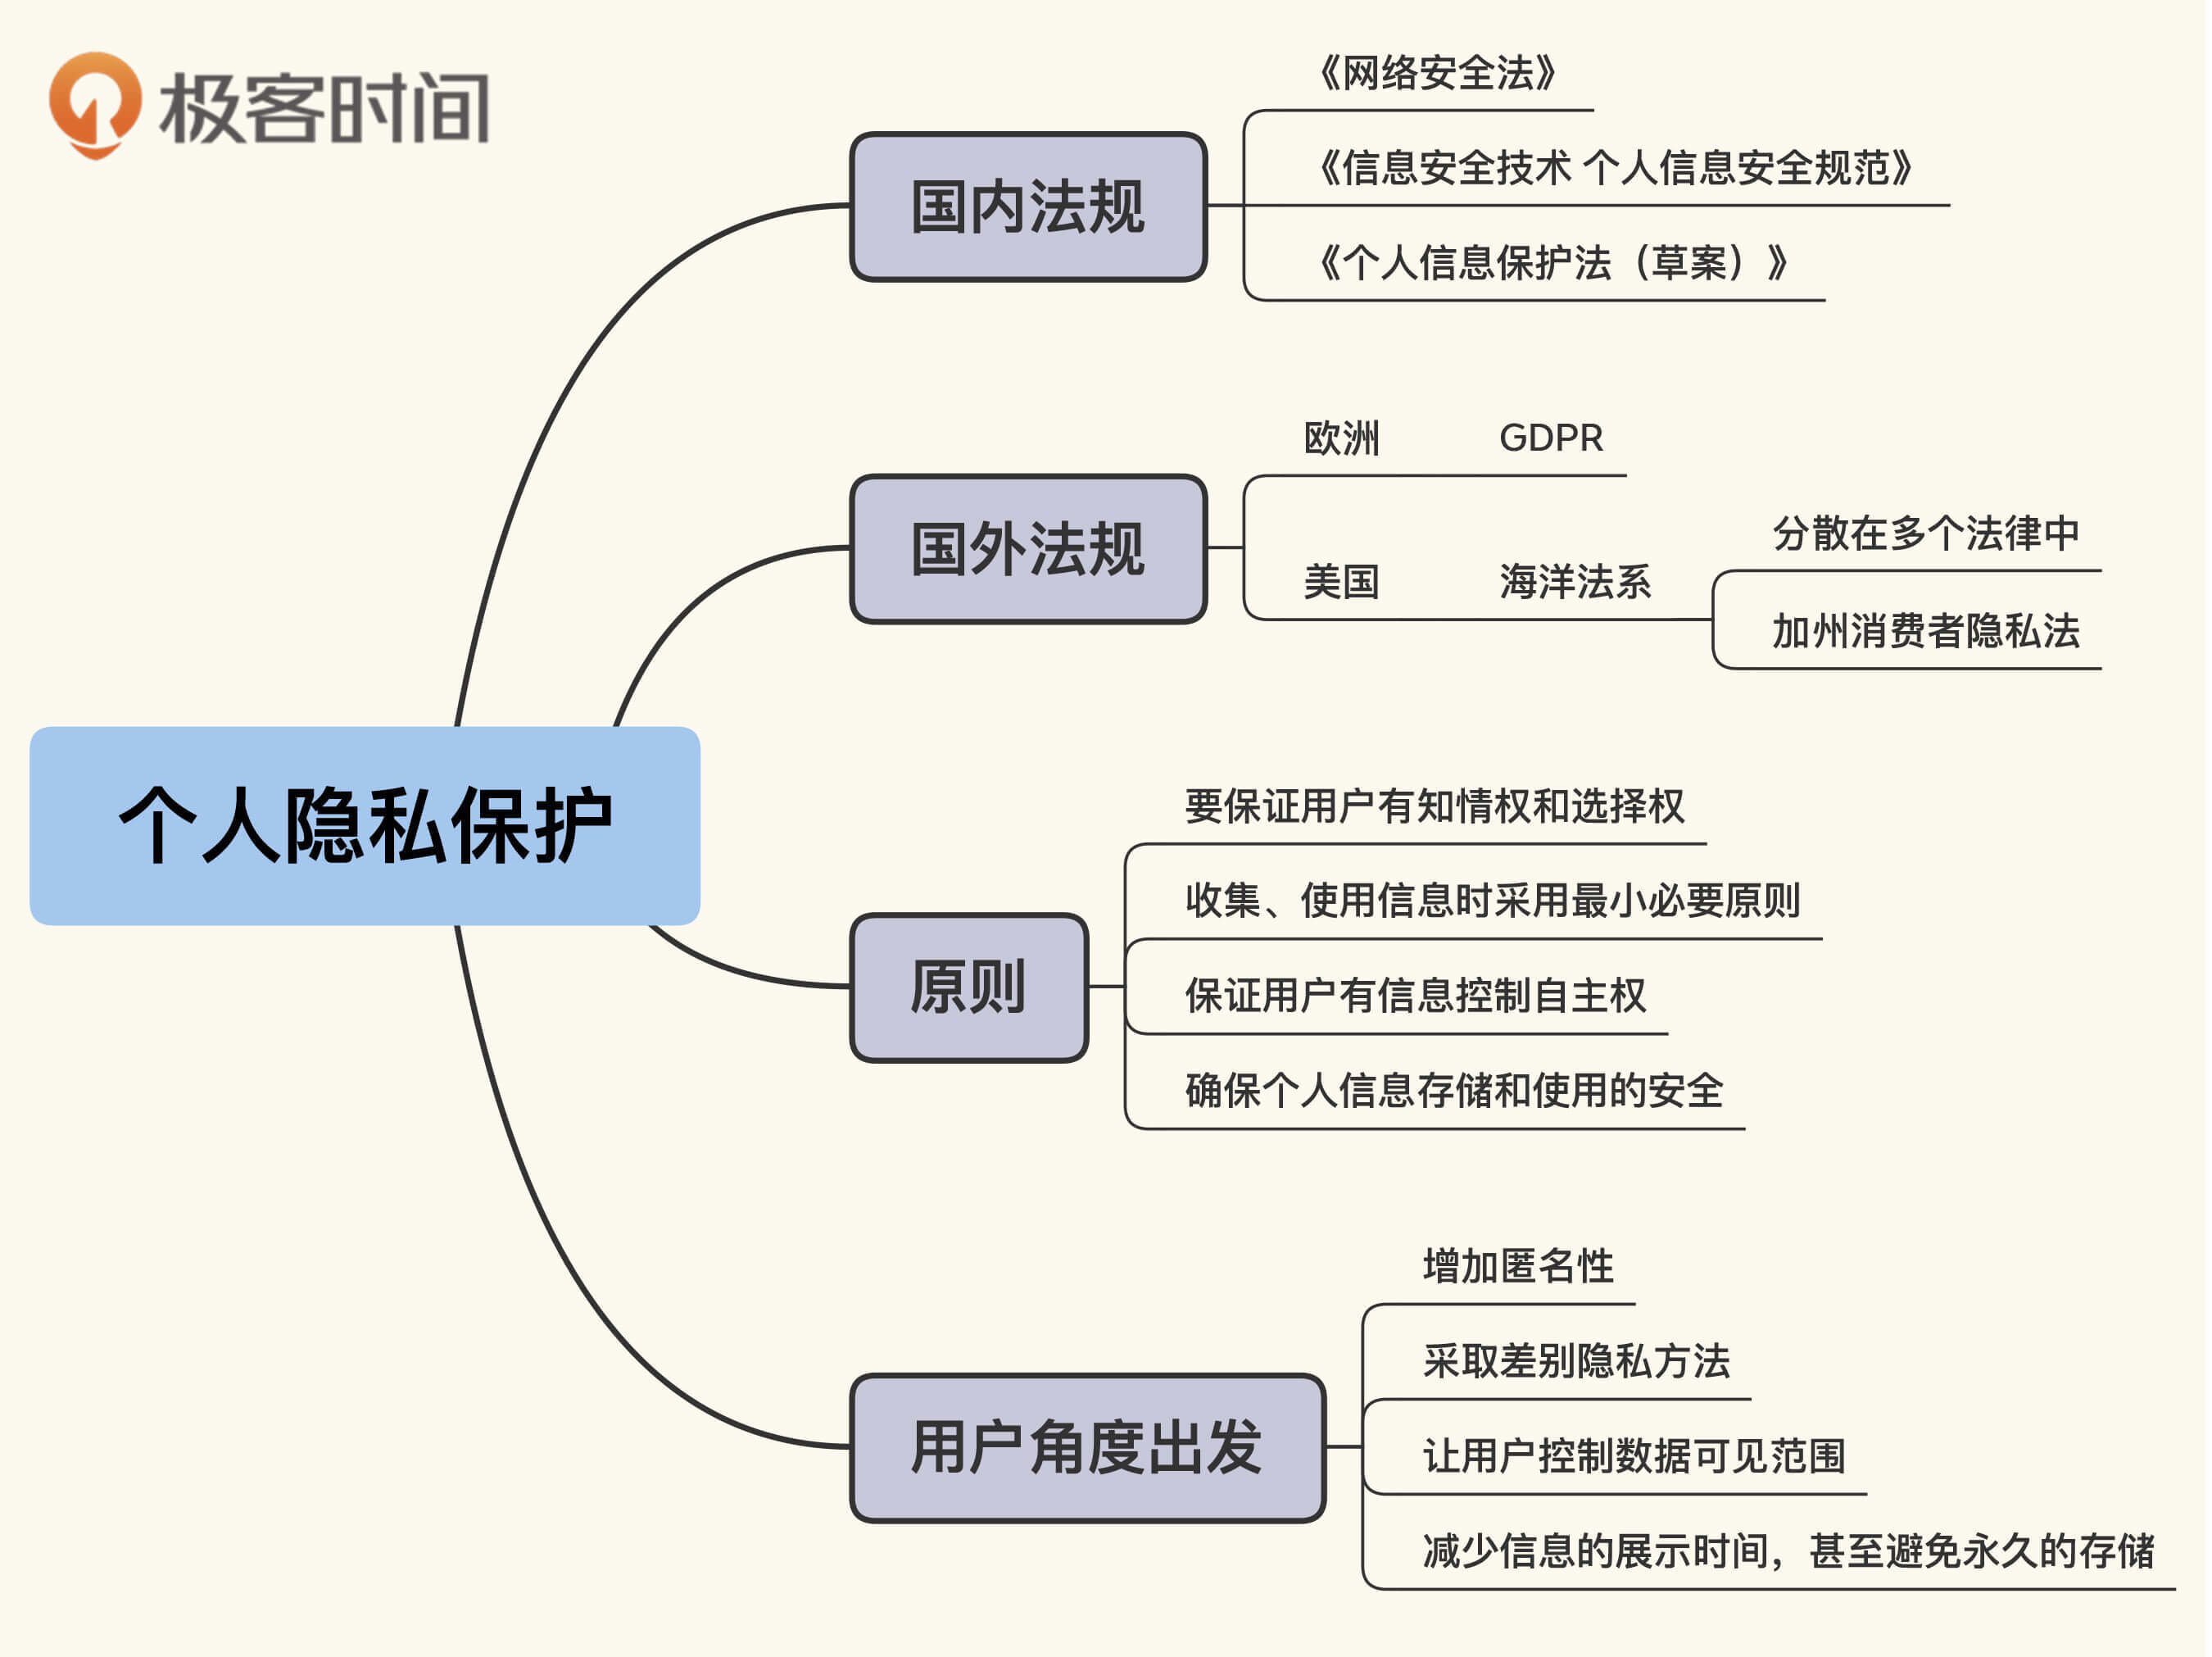 极客时间
个人隐私保护
国内法规
《网络安全法》
《信息安全技术 个人信息安全规范》
《个人信息保护法（草案）》
国外法规
欧洲 GDPR
美国 海洋法系
分散在多个法律中
加州消费者隐私法
原则
要保证用户有知情权和选择权
收集、使用信息时采用最小必要原则
保证用户有信息控制自主权
确保个人信息存储和使用的安全
用户角度出发
增加匿名性
采取差别隐私方法
让用户控制数据可见范围
减少信息的展示时间，甚至避免永久的存储